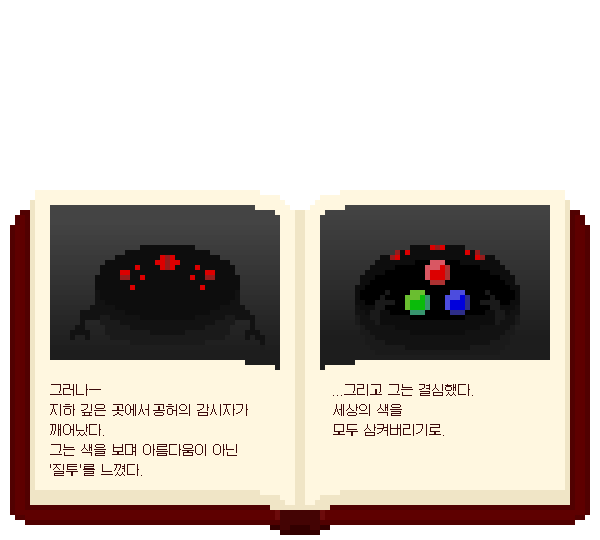 그러나—
지하 깊은 곳에서 공허의 감시자가
깨어났다.
그는 색을 보며 아름다움이 아닌
'질투'를 느꼈다.
...그리고 그는 결심했다.
세상의 색을
모두 삼켜버리기로.